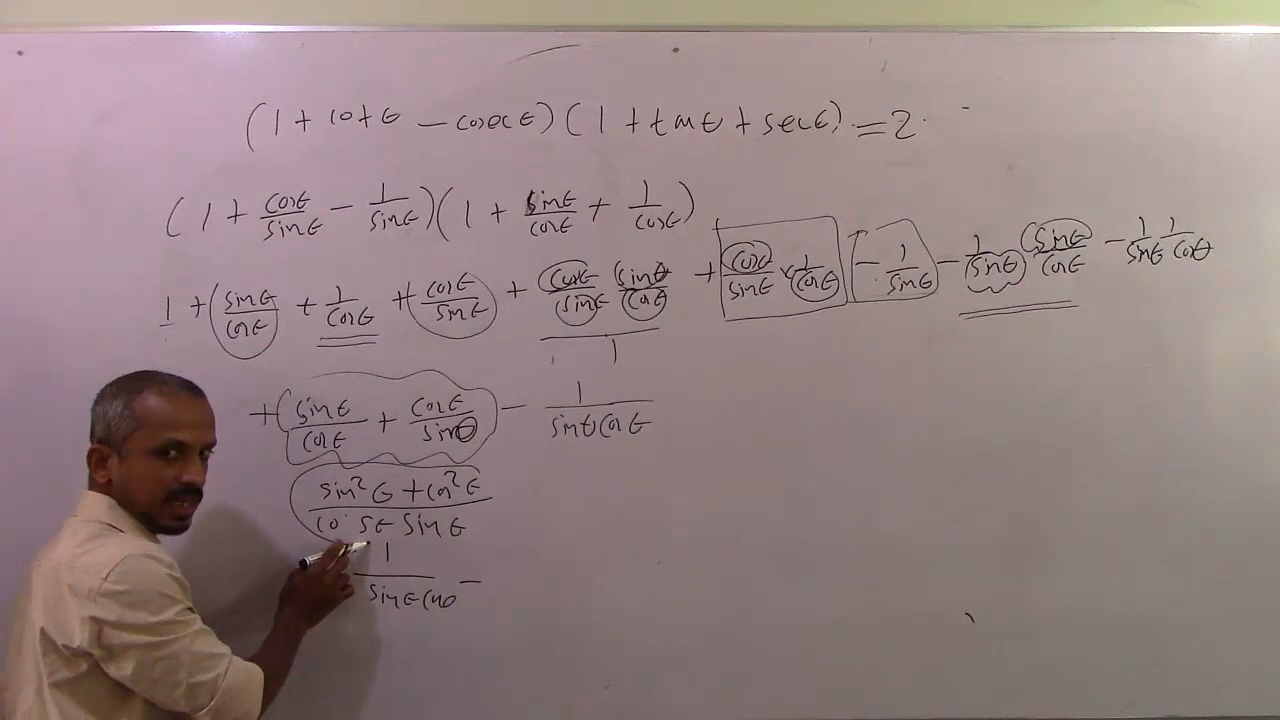 (1 + cotθ - cosecθ)(1 + tanθ + secθ) = 2.
(1 + cosθ/sinθ - 1/sinθ)(1 + sinθ/cosθ + 1/cosθ)
1 + sinθ/cosθ + 1/cosθ + cosθ/sinθ + cosθ/sinθ sinθ/cosθ + cosθ/sinθ × 1/cosθ - 1/sinθ - 1/sinθ sinθ/cosθ - 1/sinθ 1/cosθ
1
+ (sinθ/cosθ + cosθ/sinθ) - 1/sinθ cosθ
sin²θ + cos²θ/cosθ sinθ
1/sinθ cosθ -